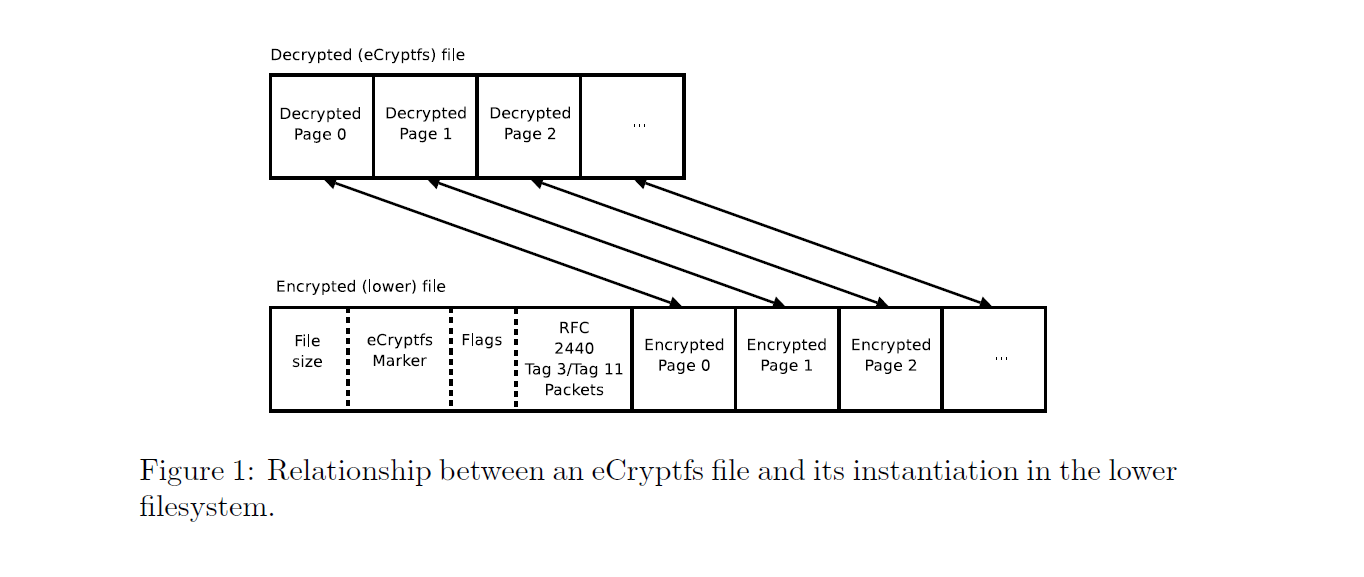 Decrypted (eCryptfs) file
Decrypted
Page 0
Decrypted
Page 1
Decrypted
Page 2
...
Encrypted (lower) file
File
size
eCryptfs
Marker
Flags
RFC
2440
Tag 3/Tag 11
Packets
Encrypted
Page 0
Encrypted
Page 1
Encrypted
Page 2
...
Figure 1: Relationship between an eCryptfs file and its instantiation in the lower
filesystem.